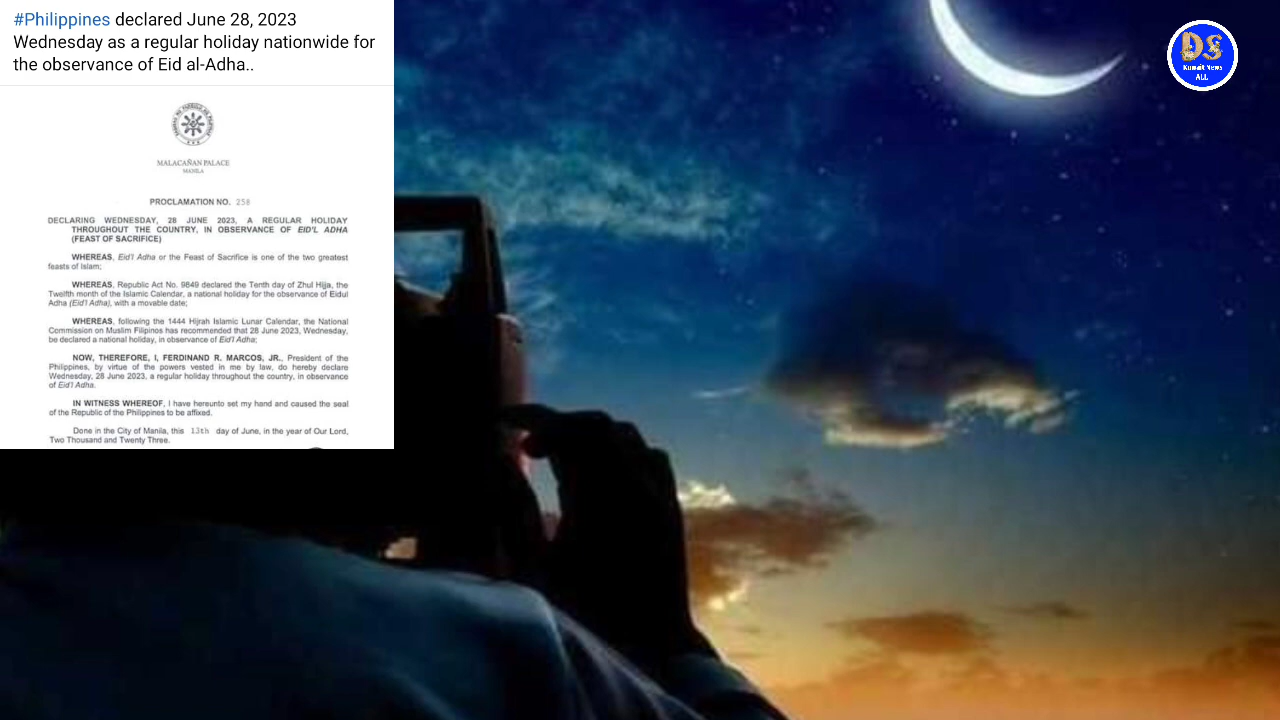 #Philippines declared June 28, 2023
Wednesday as a regular holiday nationwide for
the observance of Eid al-Adha..
MALACAÑAN PALACE
MANILA
PROCLAMATION NO. 258
DECLARING WEDNESDAY, 28 JUNE 2023, A REGULAR HOLIDAY
THROUGHOUT THE COUNTRY, IN OBSERVANCE OF EID'L ADHA
(FEAST OF SACRIFICE)
WHEREAS, Eid'l Adha or the Feast of Sacrifice is one of the two greatest
feasts of Islam;
WHEREAS, Republic Act No. 9849 declared the Tenth day of Zhul Hijja, the
Twelfth month of the Islamic Calendar, a national holiday for the observance of Eidul
Adha (Eid'l Adha), with a movable date;
WHEREAS, following the 1444 Hijrah Islamic Lunar Calendar, the National
Commission on Muslim Filipinos has recommended that 28 June 2023, Wednesday,
be declared a national holiday, in observance of Eid'l Adha;
NOW, THEREFORE, I, FERDINAND R. MARCOS, JR., President of the
Philippines, by virtue of the powers vested in me by law, do hereby declare
Wednesday, 28 June 2023, a regular holiday throughout the country, in observance
of Eid'l Adha.
IN WITNESS WHEREOF, I have hereunto set my hand and caused the seal
of the Republic of the Philippines to be affixed.
Done in the City of Manila, this 13th day of June, in the year of Our Lord,
Two Thousand and Twenty Three.
DS
Kuwait News
ALL